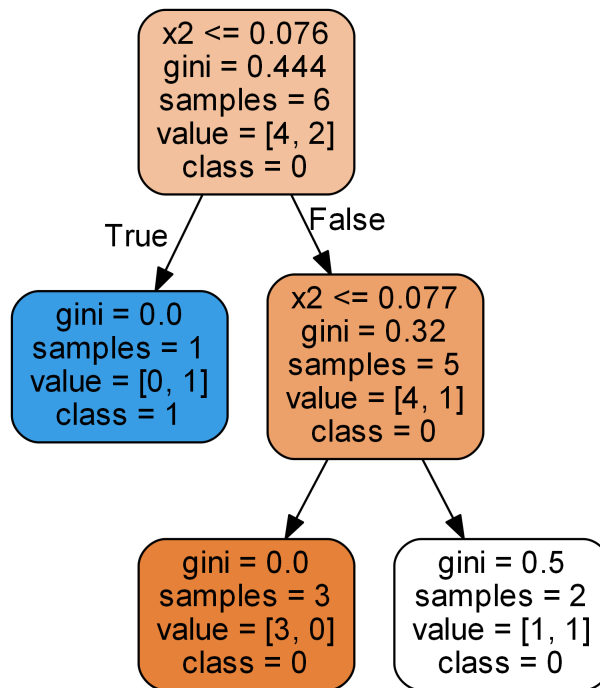 x2 <= 0.076
gini = 0.444
samples = 6
value = [4, 2]
class = 0
True
False
gini = 0.0
samples = 1
value = [0, 1]
class = 1
x2 <= 0.077
gini = 0.32
samples = 5
value = [4, 1]
class = 0
gini = 0.0
samples = 3
value = [3, 0]
class = 0
gini = 0.5
samples = 2
value = [1, 1]
class = 0